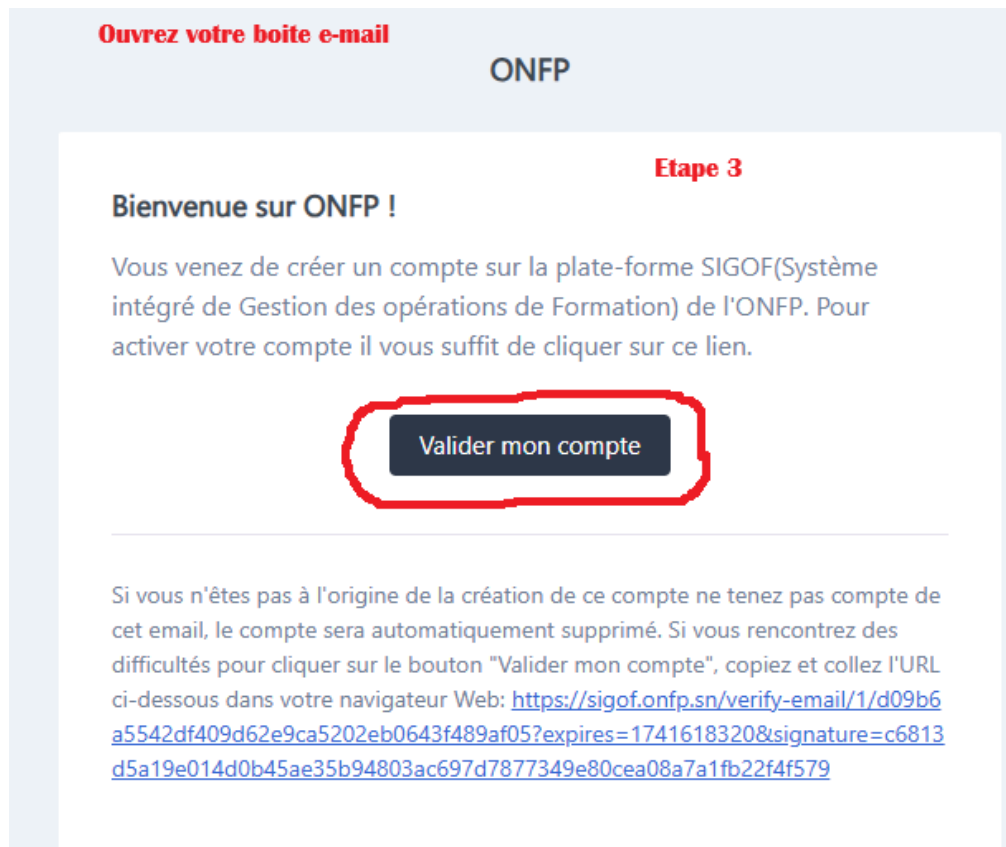 Ouvrez votre boite e-mail
ONFP
Etape 3
Bienvenue sur ONFP !
Vous venez de créer un compte sur la plate-forme SIGOF(Système
intégré de Gestion des opérations de Formation) de l'ONFP. Pour
activer votre compte il vous suffit de cliquer sur ce lien.
Valider mon compte
Si vous n'êtes pas à l'origine de la création de ce compte ne tenez pas compte de
cet email, le compte sera automatiquement supprimé. Si vous rencontrez des
difficultés pour cliquer sur le bouton "Valider mon compte", copiez et collez l'URL
ci-dessous dans votre navigateur Web: https://sigof.onfp.sn/verify-email/1/d09b6
a5542df409d62e9ca5202eb0643f489af05?expires=1741618320&signature=c6813
d5a19e014d0b45ae35b94803ac697d7877349e80cea08a7a1fb22f4f579